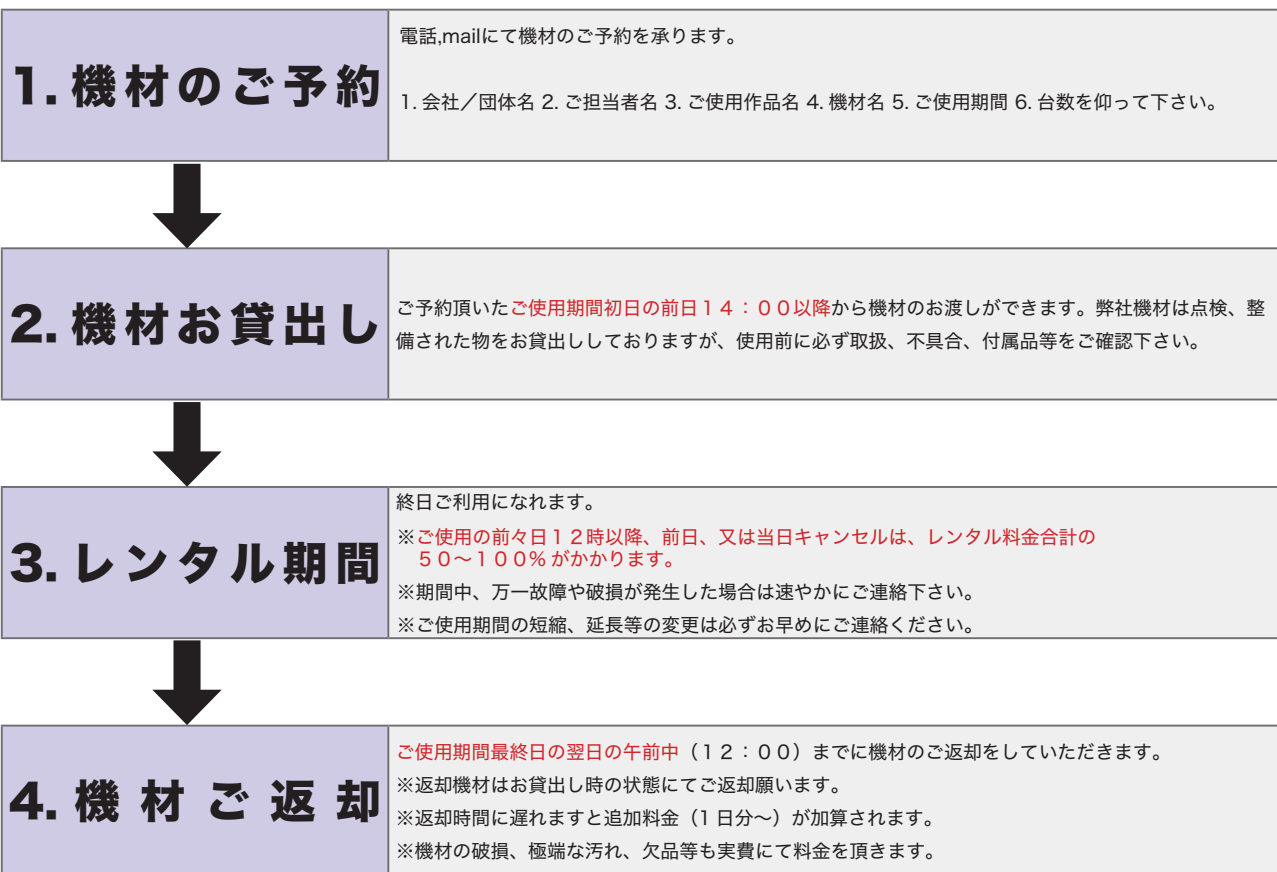 1. 機材のご予約
電話,mailにて機材のご予約を承ります。
1. 会社／団体名 2. ご担当者名 3. ご使用作品名 4. 機材名 5. ご使用期間 6. 台数を仰って下さい。
2. 機材お貸出し
ご予約頂いたご使用期間初日の前日１４：００以降から機材のお渡しができます。弊社機材は点検、整
備された物をお貸出ししておりますが、使用前に必ず取扱、不具合、付属品等をご確認下さい。
3. レンタル期間
終日ご利用になれます。
※ご使用の前々日１２時以降、前日、又は当日キャンセルは、レンタル料金合計の
５０〜１００% がかかります。
※期間中、万一故障や破損が発生した場合は速やかにご連絡下さい。
※ご使用期間の短縮、延長等の変更は必ずお早めにご連絡ください。
4. 機材ご返却
ご使用期間最終日の翌日の午前中（１２：００）までに機材のご返却をしていただきます。
※返却機材はお貸出し時の状態にてご返却願います。
※返却時間に遅れますと追加料金（1 日分〜）が加算されます。
※機材の破損、極端な汚れ、欠品等も実費にて料金を頂きます。